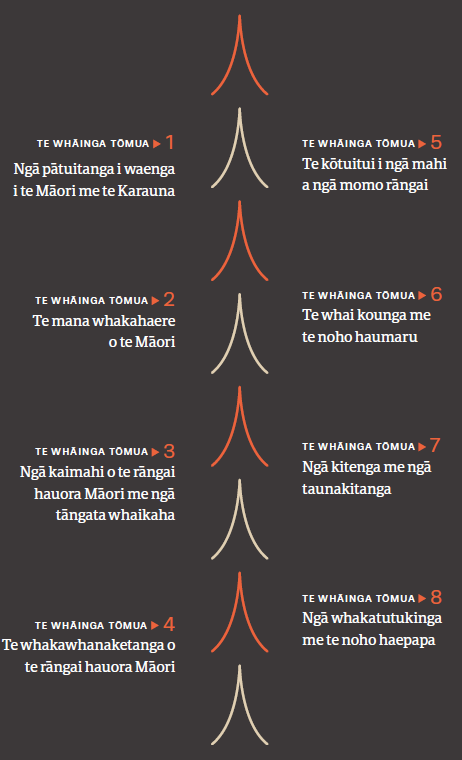 TE WHĀINGA TŌMUA ▶ 1
Ngā pātuitanga i waenga
i te Māori me te Karauna
TE WHĀINGA TŌMUA ▶ 2
Te mana whakahaere
o te Māori
TE WHĀINGA TŌMUA ▶ 3
Ngā kaimahi o te rāngai
hauora Māori me ngā
tāngata whaikaha
TE WHĀINGA TŌMUA ▶ 4
Te whakawhanaketanga o
te rāngai hauora Māori
TE WHĀINGA TŌMUA ▶ 5
Te kōtuitui i ngā mahi
a ngā momo rāngai
TE WHĀINGA TŌMUA ▶ 6
Te whai kounga me
te noho haumaru
TE WHĀINGA TŌMUA ▶ 7
Ngā kitenga me ngā
taunakitanga
TE WHĀINGA TŌMUA ▶ 8
Ngā whakatutukinga
me te noho haepapa